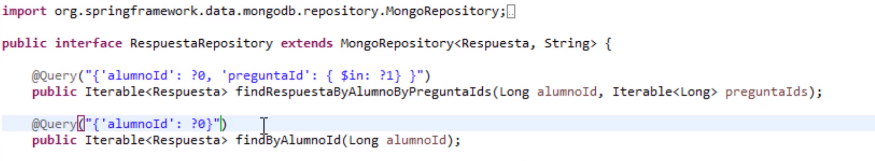 import org.springframework.data.mongodb.repository.MongoRepository;
public interface RespuestaRepository extends MongoRepository<Respuesta, String> {
@Query("{'alumnoId': ?0, 'preguntaId': { $in: ?1} }")
public Iterable<Respuesta> findRespuestaByAlumnoByPreguntaIds(Long alumnoId, Iterable<Long> preguntaIds);
@Query("{'alumnoId': ?0}")
public Iterable<Respuesta> findByAlumnoId(Long alumnoId);